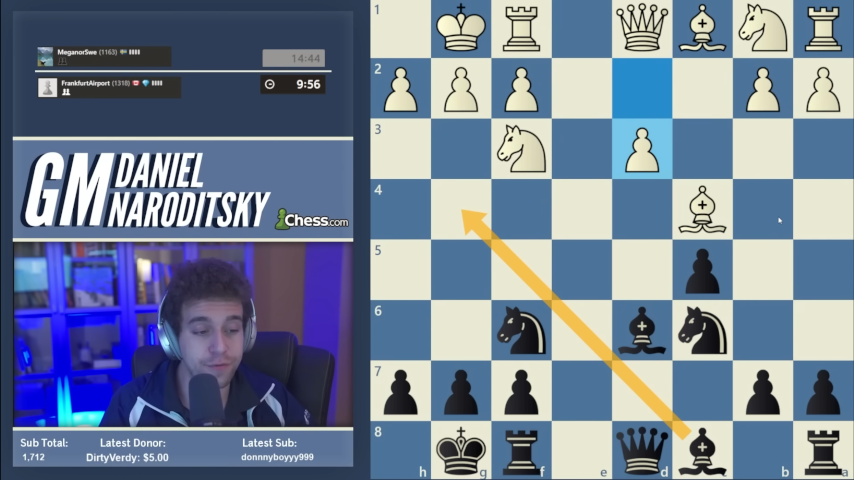 MeganorSwe (1163)
14:44
FrankfurtAirport (1318)
9:56
GM DANIEL
NARODITSKY
Chess.com
Sub Total:
1,712
Latest Donor:
DirtyVerdy: $5.00
Latest Sub:
donnnyboyyy999
1
2
3
4
5
6
7
8
h g f e d c b a